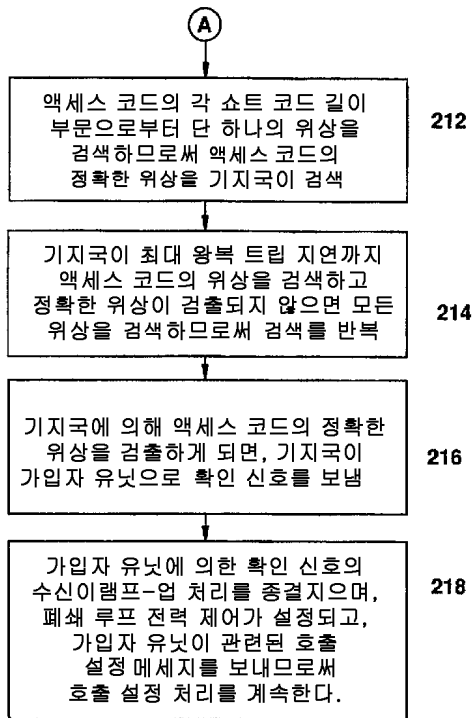 A
액세스 코드의 각 쇼트 코드 길이
부문으로부터 단 하나의 위상을
검색하므로써 액세스 코드의
정확한 위상을 기지국이 검색
212
기지국이 최대 왕복 트립 지연까지
액세스 코드의 위상을 검색하고
정확한 위상이 검출되지 않으면 모든
위상을 검색하므로써 검색를 반복
214
기지국에 의해 액세스 코드의 정확한
위상을 검출하게 되면, 기지국이
가입자 유닛으로 확인 신호를 보냄
216
가입자 유닛에 의한 확인 신호의
수신이램프-업 처리를 종결지으며,
폐쇄 루프 전력 제어가 설정되고,
가입자 유닛이 관련된 호출
설정 메세지를 보내므로써
호출 설정 처리를 계속한다.
218